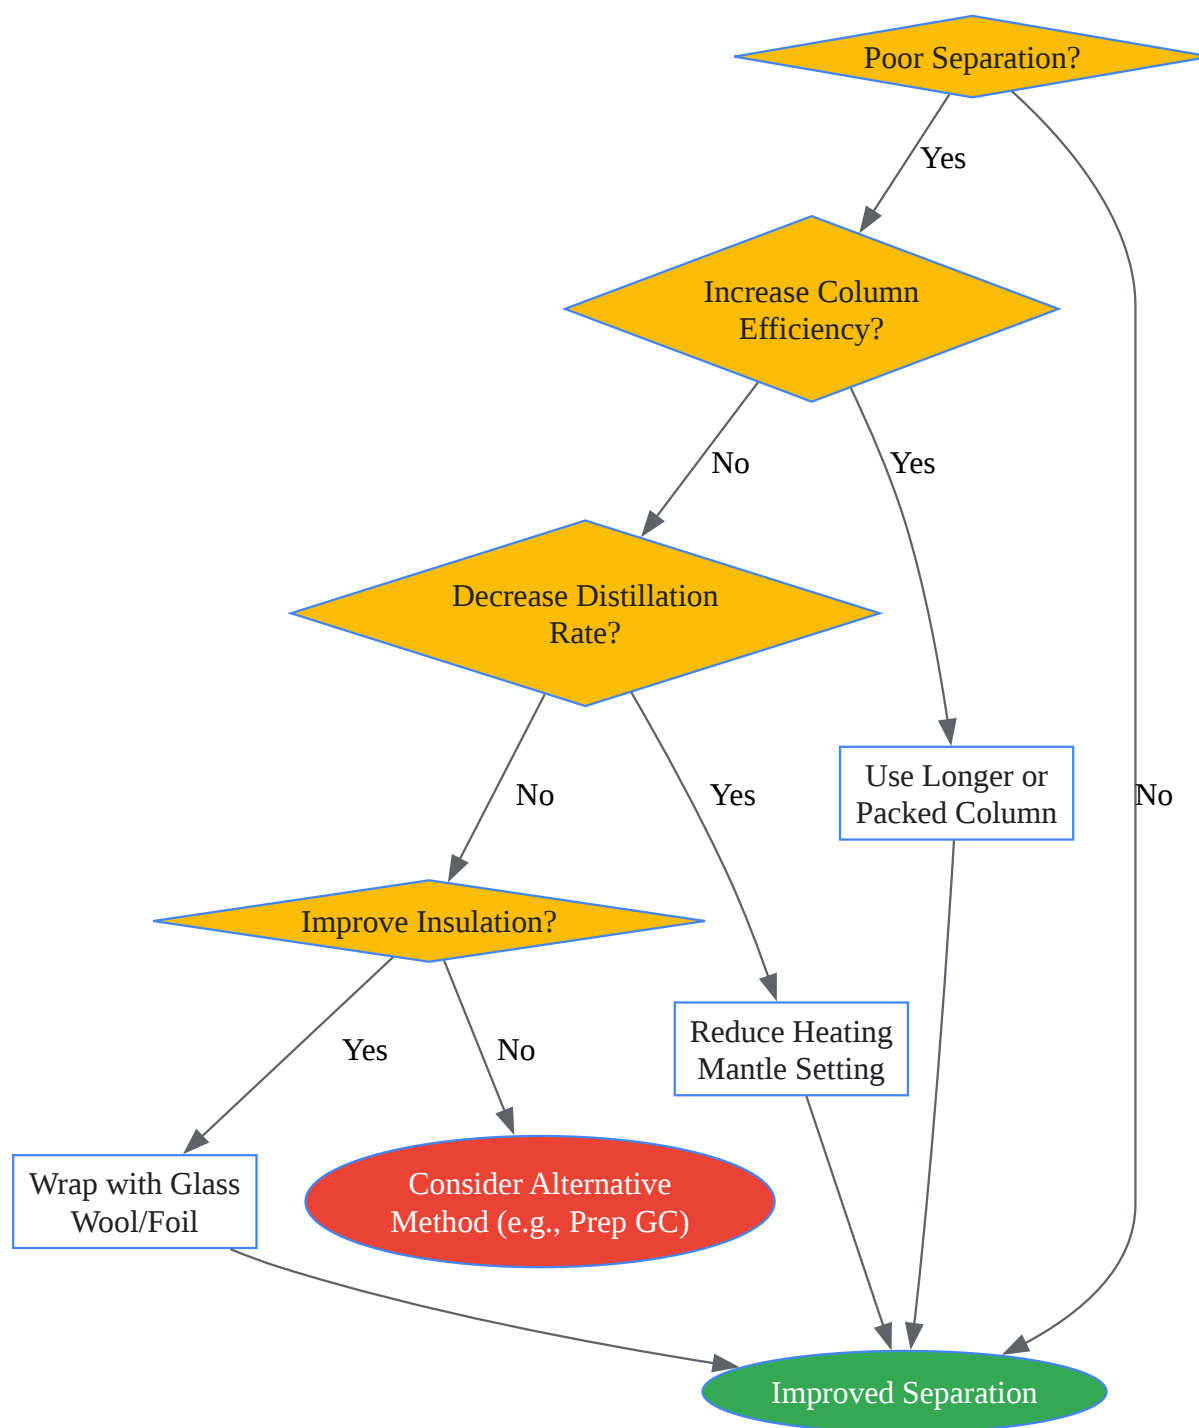 Poor Separation?
Yes
Increase Column
Efficiency?
No
Yes
Decrease Distillation
Rate?
No
Yes
Use Longer or
Packed Column
No
Improve Insulation?
Yes
No
Reduce Heating
Mantle Setting
Wrap with Glass
Wool/Foil
Consider Alternative
Method (e.g., Prep GC)
Improved Separation